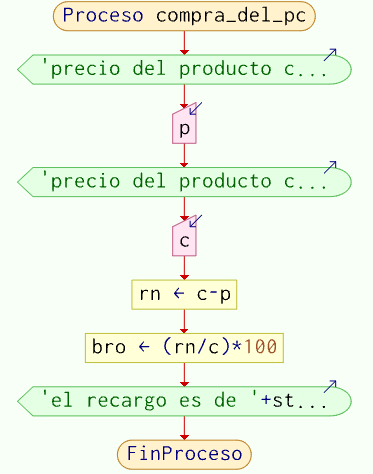 Proceso compra_del_pc
'precio del producto c...
p
'precio del producto c...
c
rn ← c-p
bro ← (rn/c)*100
'el recargo es de '+st...
FinProceso